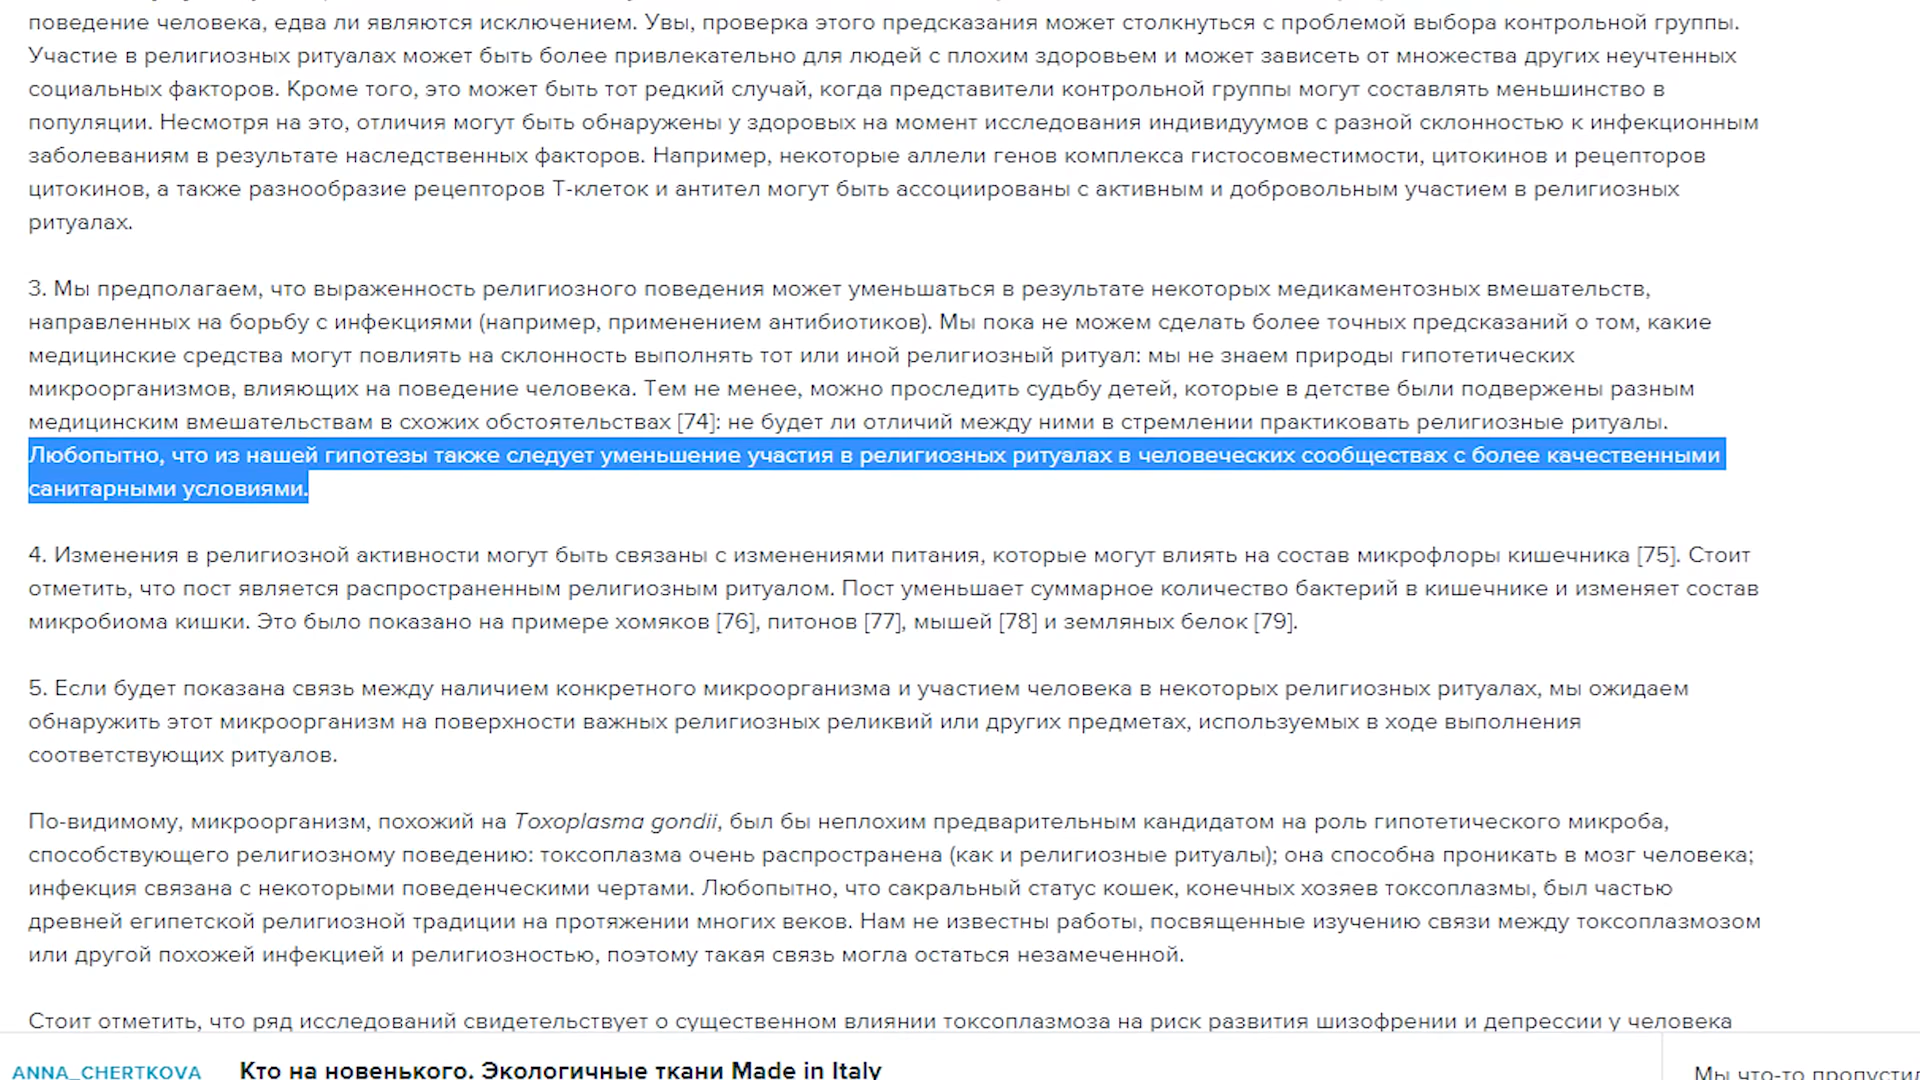 поведение человека, едва ли являются исключением. Увы, проверка этого предсказания может столкнуться с проблемой выбора контрольной группы.
Участие в религиозных ритуалах может быть более привлекательно для людей с плохим здоровьем и может зависеть от множества других неучтенных
социальных факторов. Кроме того, это может быть тот редкий случай, когда представители контрольной группы могут составлять меньшинство в
популяции. Несмотря на это, отличия могут быть обнаружены у здоровых на момент исследования индивидуумов с разной склонностью к инфекционным
заболеваниям в результате наследственных факторов. Например, некоторые аллели генов комплекса гистосовместимости, цитокинов и рецепторов
цитокинов, а также разнообразие рецепторов Т-клеток и антител могут быть ассоциированы с активным и добровольным участием в религиозных
ритуалах.
3. Мы предполагаем, что выраженность религиозного поведения может уменьшаться в результате некоторых медикаментозных вмешательств,
направленных на борьбу с инфекциями (например, применением антибиотиков). Мы пока не можем сделать более точных предсказаний о том, какие
медицинские средства могут повлиять на склонность выполнять тот или иной религиозный ритуал: мы не знаем природы гипотетических
микроорганизмов, влияющих на поведение человека. Тем не менее, можно проследить судьбу детей, которые в детстве были подвержены разным
медицинским вмешательствам в схожих обстоятельствах [74]: не будет ли отличий между ними в стремлении практиковать религиозные ритуалы.
Любопытно, что из нашей гипотезы также следует уменьшение участия в религиозных ритуалах в человеческих сообществах с более качественными
санитарными условиями.
4. Изменения в религиозной активности могут быть связаны с изменениями питания, которые могут влиять на состав микрофлоры кишечника [75]. Стоит
отметить, что пост является распространенным религиозным ритуалом. Пост уменьшает суммарное количество бактерий в кишечнике и изменяет состав
микробиома кишки. Это было показано на примере хомяков [76], питонов [77], мышей [78] и земляных белок [79].
5. Если будет показана связь между наличием конкретного микроорганизма и участием человека в некоторых религиозных ритуалах, мы ожидаем
обнаружить этот микроорганизм на поверхности важных религиозных реликвий или других предметах, используемых в ходе выполнения
соответствующих ритуалов.
По-видимому, микроорганизм, похожий на Toxoplasma gondii, был бы неплохим предварительным кандидатом на роль гипотетического микроба,
способствующего религиозному поведению: токсоплазма очень распространена (как и религиозные ритуалы); она способна проникать в мозг человека;
инфекция связана с некоторыми поведенческими чертами. Любопытно, что сакральный статус кошек, конечных хозяев токсоплазмы, был частью
древней египетской религиозной традиции на протяжении многих веков. Нам не известны работы, посвященные изучению связи между токсоплазмозом
или другой похожей инфекцией и религиозностью, поэтому такая связь могла остаться незамеченной.
Стоит отметить, что ряд исследований свидетельствует о существенном влиянии токсоплазмоза на риск развития шизофрении и депрессии у человека
ANNA_CHERTKOVA Кто на новенького. Экологичные ткани Made in Italy
Мы что-то пропустил